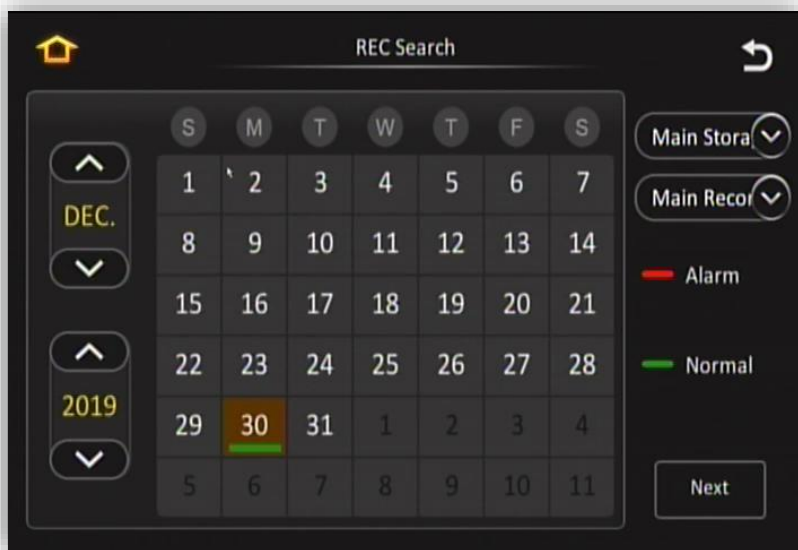 REC Search
S M T W T F S
Main Stora
1 2 3 4 5 6 7
Main Recor
DEC.
8 9 10 11 12 13 14
Alarm
15 16 17 18 19 20 21
22 23 24 25 26 27 28
Normal
2019
29 30 31 1 2 3 4
5 6 7 8 9 10 11
Next